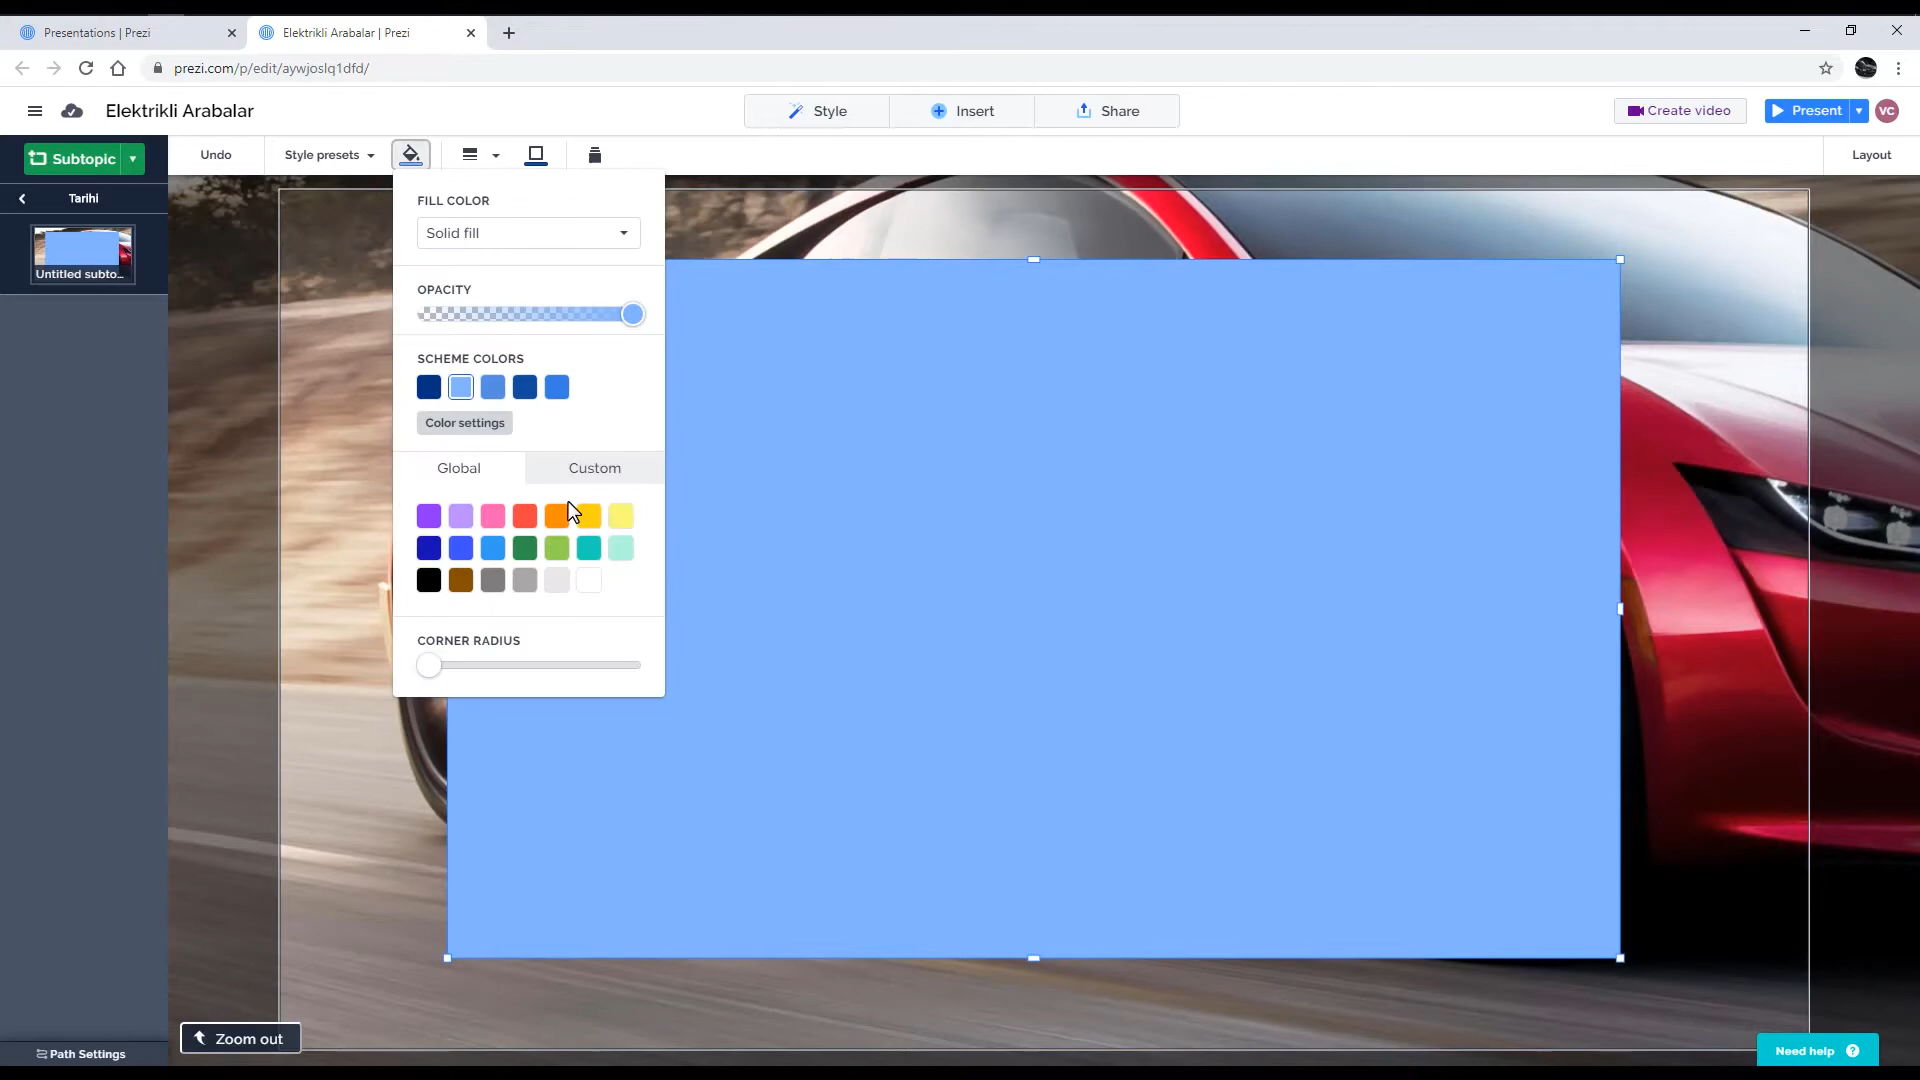 Presentations | Prezi
Elektrikli Arabalar | Prezi
prezi.com/p/edit/aywjoslq1dfd/
Elektrikli Arabalar
Style
Insert
Share
Create video
Present
VC
Subtopic
Undo
Style presets
Layout
Tarihi
Untitled subto...
FILL COLOR
Solid fill
OPACITY
SCHEME COLORS
Color settings
Global
Custom
CORNER RADIUS
Zoom out
Path Settings
Need help ?